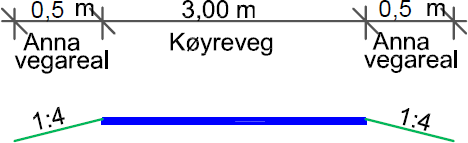 0,5 m 3,00 m 0,5 m
Anna vegareal
Køyreveg
Anna vegareal
1:4 1:4